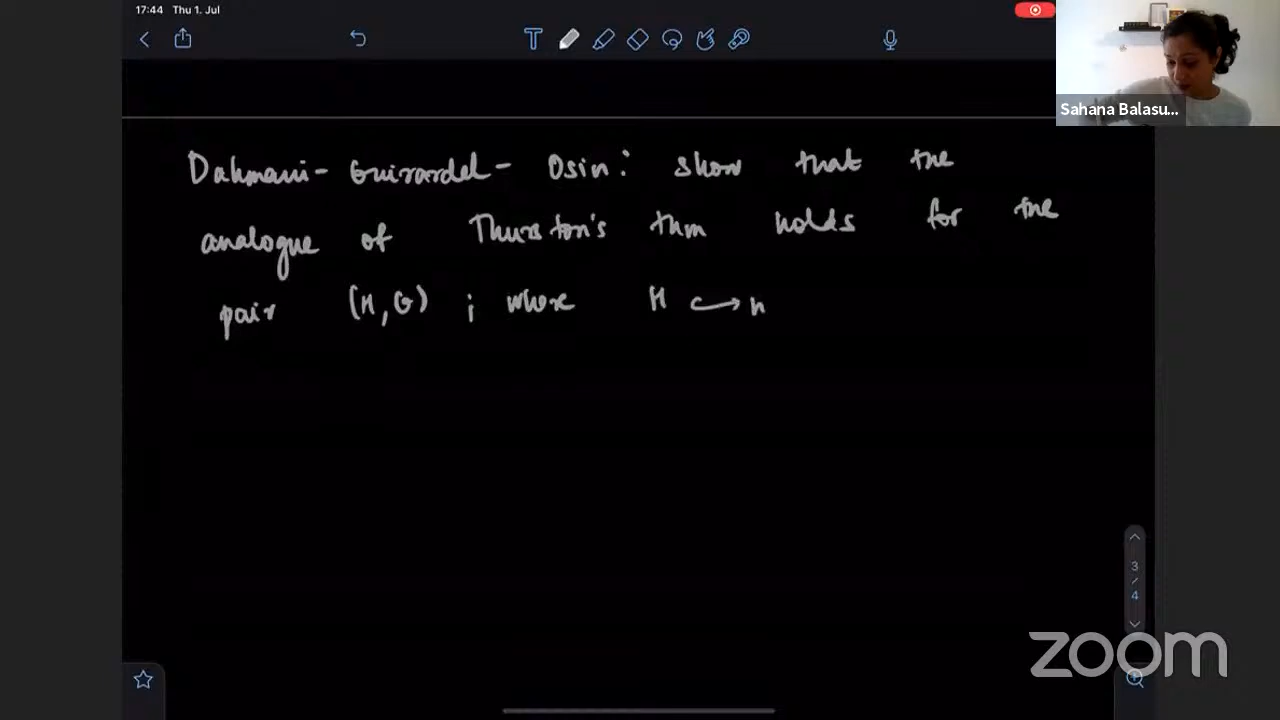 17:44 Thu 1. Jul
Sahana Balasu...
Dahmani- Guirardel- Osin: show that the
analogue of Thurston's thm holds for the
pair (H, G) ; where H ↪ h
3
/
4
zoom